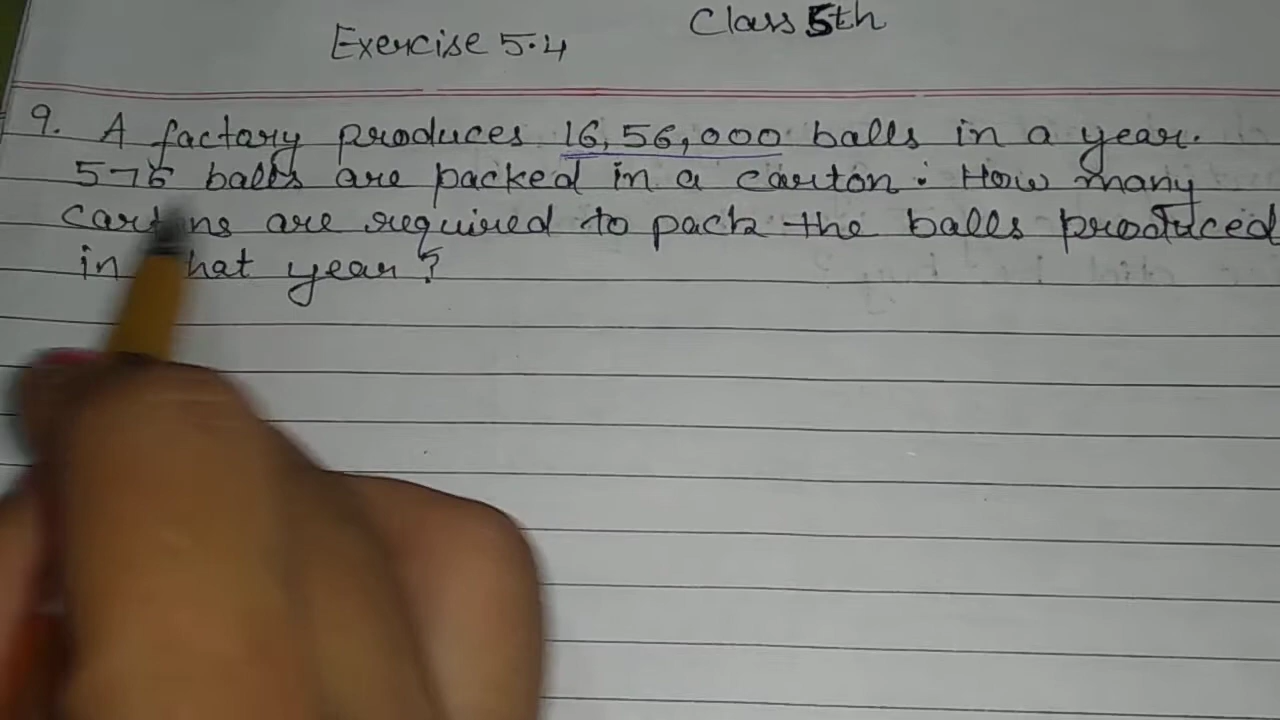 Class 5th
Exercise 5.4
9. A factory produces 16,56,000 balls in a year.
576 balls are packed in a carton. How many
are required to pack the balls produced
in year?